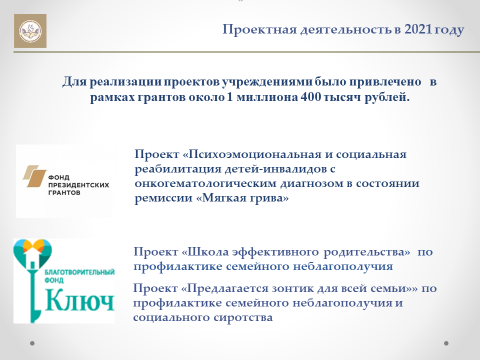 Проектная деятельность в 2021 году
Для реализации проектов учреждениями было привлечено в
рамках грантов около 1 миллиона 400 тысяч рублей.
ФОНД
ПРЕЗИДЕНТСКИХ
ГРАНТОВ
Проект «Психоэмоциональная и социальная
реабилитация детей-инвалидов с
онкогематологическим диагнозом в состоянии
ремиссии «Мягкая грива»
БЛАГОТВОРИТЕЛЬНЫЙ
ФОНД
Ключ
Проект «Школа эффективного родительства» по
профилактике семейного неблагополучия
Проект «Предлагается зонтик для всей семьи»» по
профилактике семейного неблагополучия и
социального сиротства